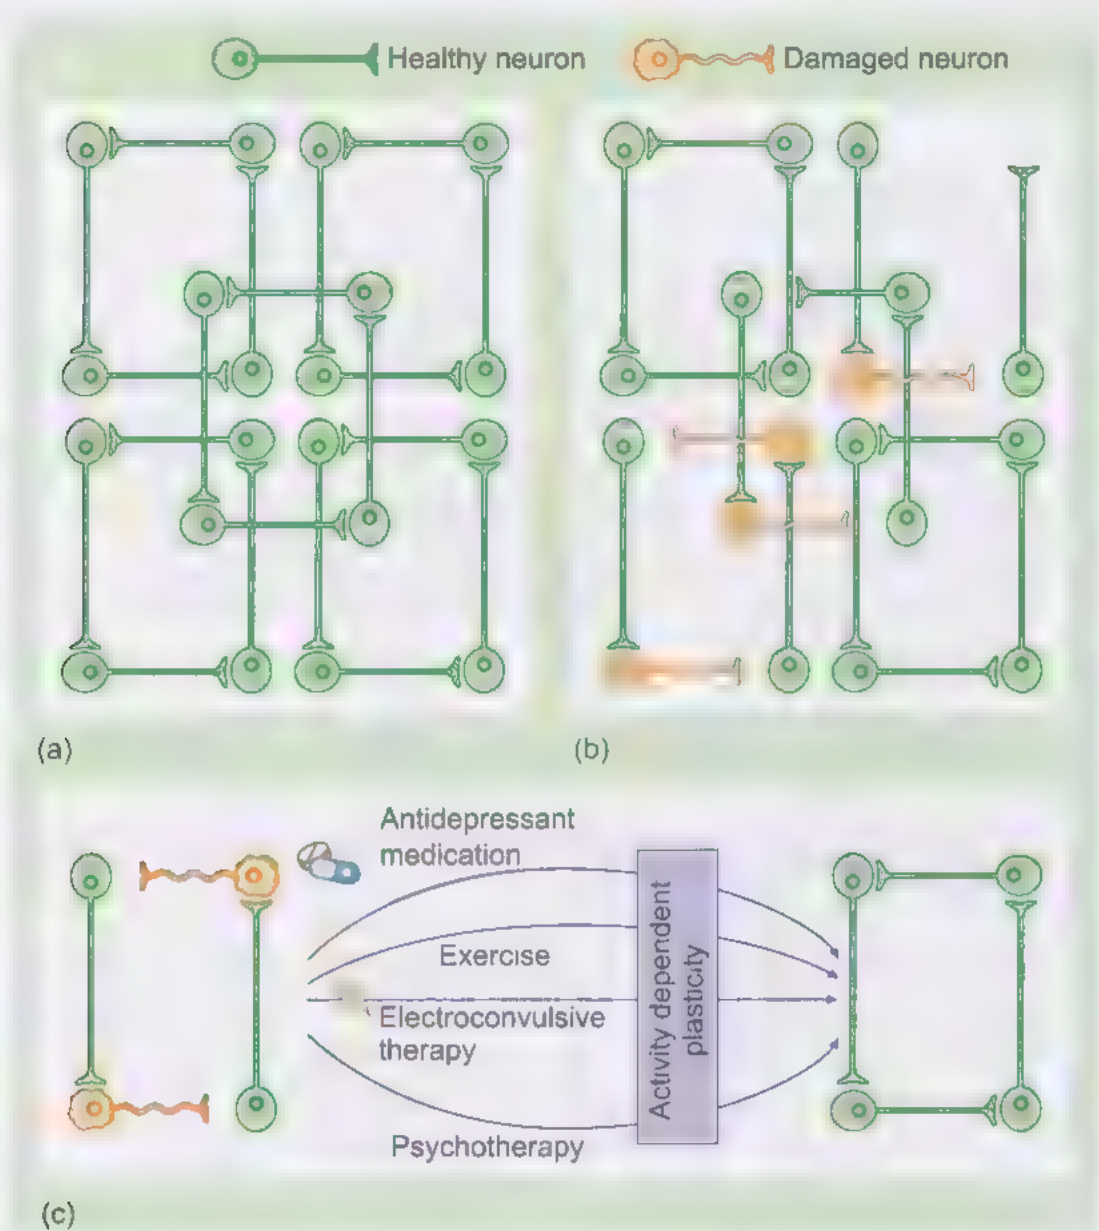 Healthy neuron
Damaged neuron
(a)
(b)
Antidepressant
medication
Exercise
Electroconvulsive
therapy
Psychotherapy
Activity dependent
plasticity
(c)